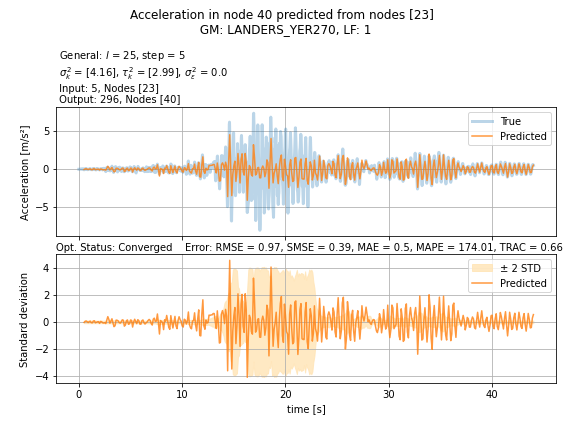 Acceleration in node 40 predicted from nodes [23]
GM: LANDERS_YER270, LF: 1
General: l = 25, step = 5
σ²ₖ = [4.16], τ²ₖ = [2.99], σ²ε = 0.0
Input: 5, Nodes [23]
Output: 296, Nodes [40]
Acceleration [m/s²]
5
0
−5
True
Predicted
Opt. Status: Converged Error: RMSE = 0.97, SMSE = 0.39, MAE = 0.5, MAPE = 174.01, TRAC = 0.66
Standard deviation
4
2
0
−2
−4
± 2 STD
Predicted
0 10 20 30 40
time [s]